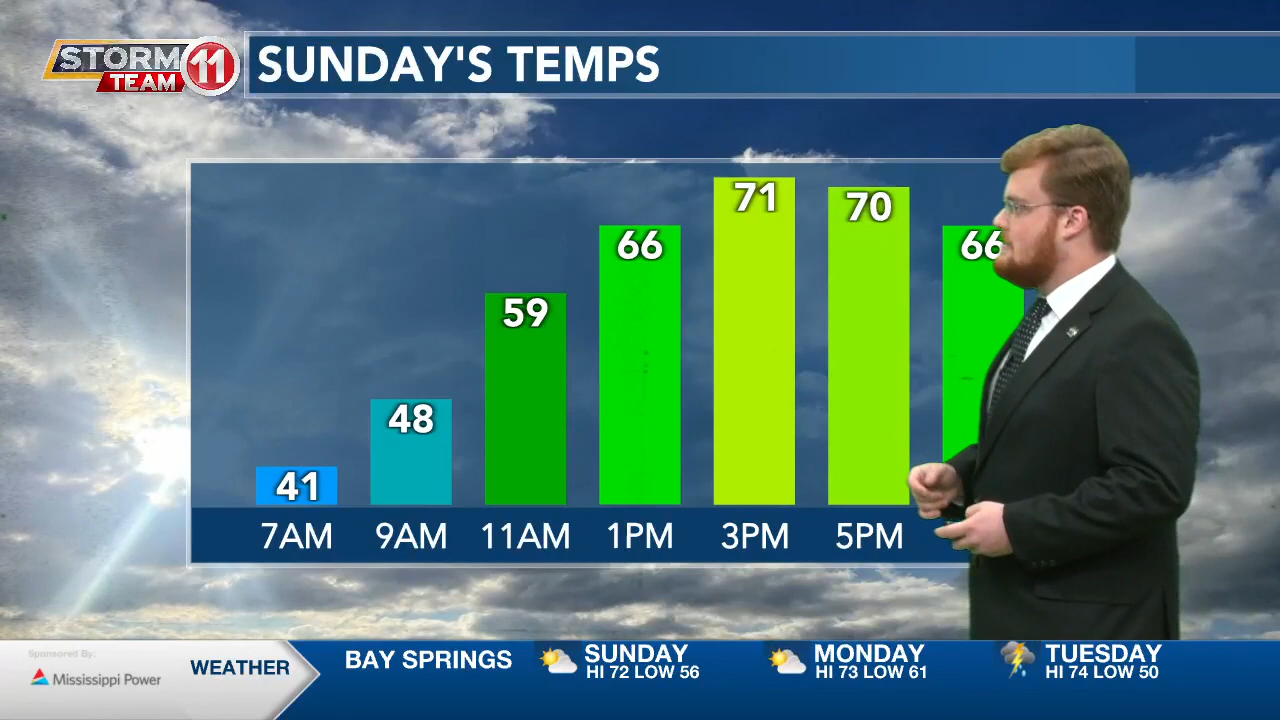 STORM
TEAM
11
SUNDAY'S TEMPS
41
48
59
66
71
70
66
7AM
9AM
11AM
1PM
3PM
5PM
Sponsored By:
Mississippi Power
WEATHER
BAY SPRINGS
SUNDAY
HI 72 LOW 56
MONDAY
HI 73 LOW 61
TUESDAY
HI 74 LOW 50